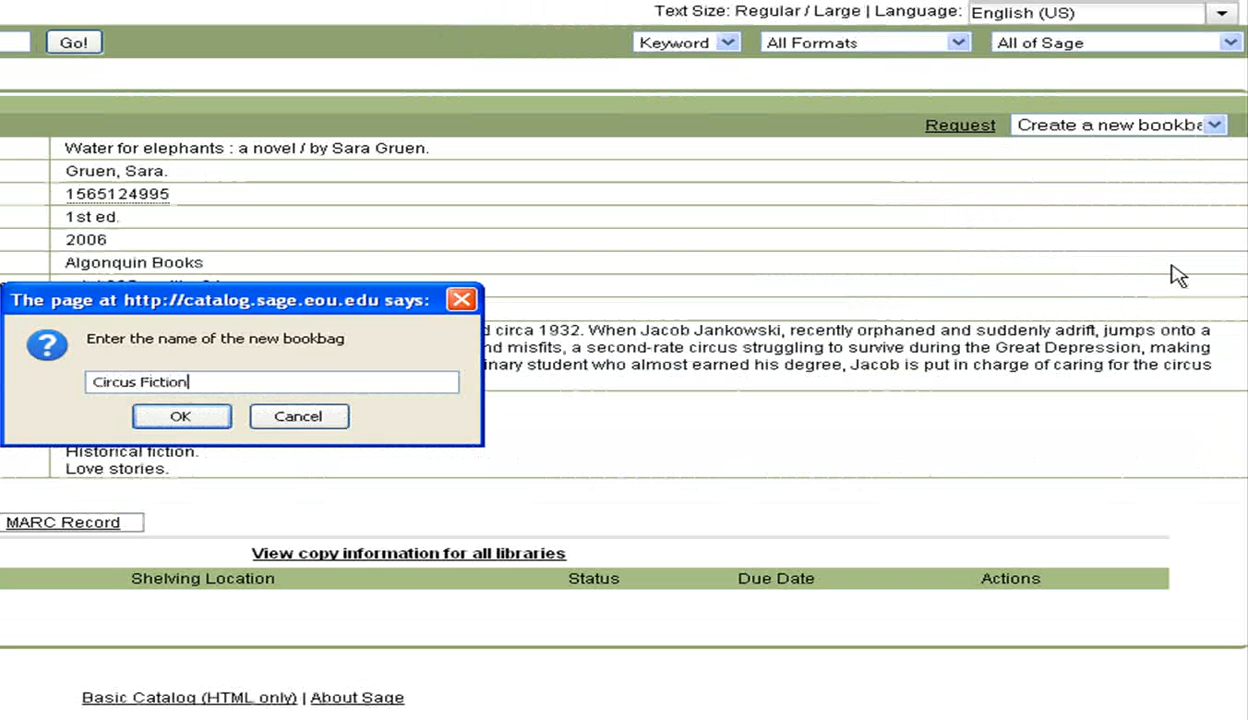 Text Size: Regular / Large | Language: English (US)
Go! Keyword All Formats All of Sage
Request Create a new bookba
Water for elephants : a novel / by Sara Gruen.
Gruen, Sara.
1565124995
1st ed.
2006
Algonquin Books
The page at http://catalog.sage.eou.edu says:
Enter the name of the new bookbag
Circus Fiction
OK Cancel
d circa 1932. When Jacob Jankowski, recently orphaned and suddenly adrift, jumps onto a
nd misfits, a second-rate circus struggling to survive during the Great Depression, making
inary student who almost earned his degree, Jacob is put in charge of caring for the circus
Historical fiction.
Love stories.
MARC Record
View copy information for all libraries
Shelving Location Status Due Date Actions
Basic Catalog (HTML only) | About Sage